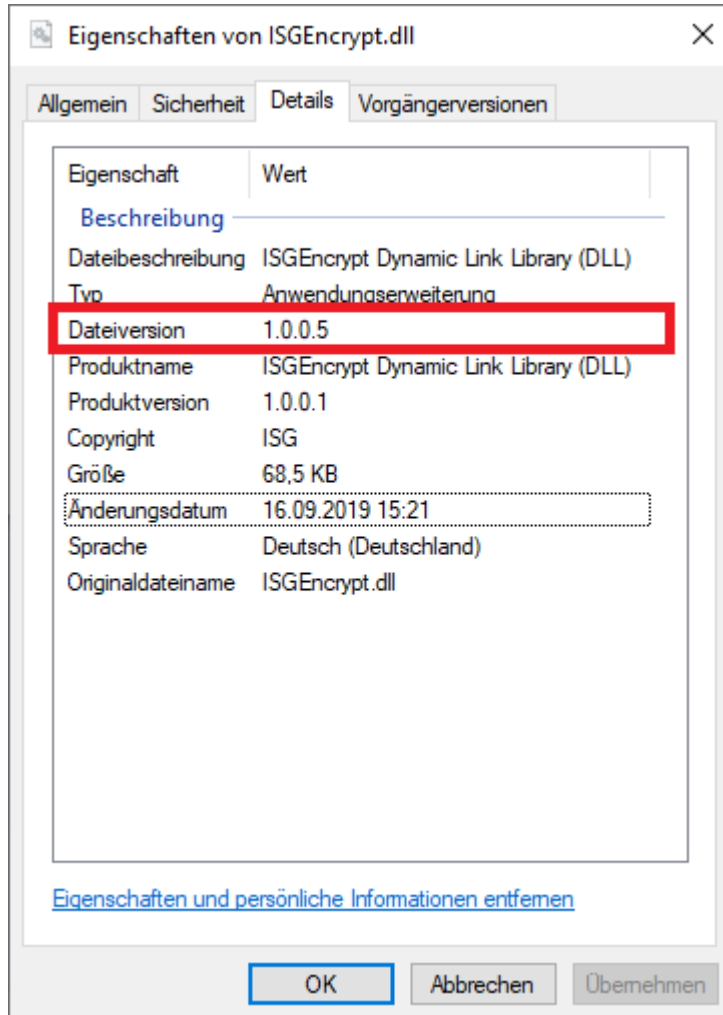 Eigenschaften von ISGEncrypt.dll
Allgemein Sicherheit Details Vorgängerversionen
Eigenschaft Wert
Beschreibung
Dateibeschreibung ISGEncrypt Dynamic Link Library (DLL)
Typ Anwendungserweiterung
Dateiversion 1.0.0.5
Produktname ISGEncrypt Dynamic Link Library (DLL)
Produktversion 1.0.0.1
Copyright ISG
Größe 68,5 KB
Änderungsdatum 16.09.2019 15:21
Sprache Deutsch (Deutschland)
Originaldateiname ISGEncrypt.dll
Eigenschaften und persönliche Informationen entfernen
OK Abbrechen Übernehmen